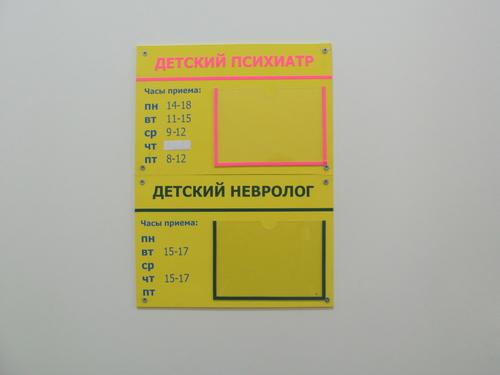 ДЕТСКИЙ ПСИХИАТР
Часы приема:
пн 14-18
вт 11-15
ср 9-12
чт
пт 8-12
ДЕТСКИЙ НЕВРОЛОГ
Часы приема:
пн
вт 15-17
ср
чт 15-17
пт